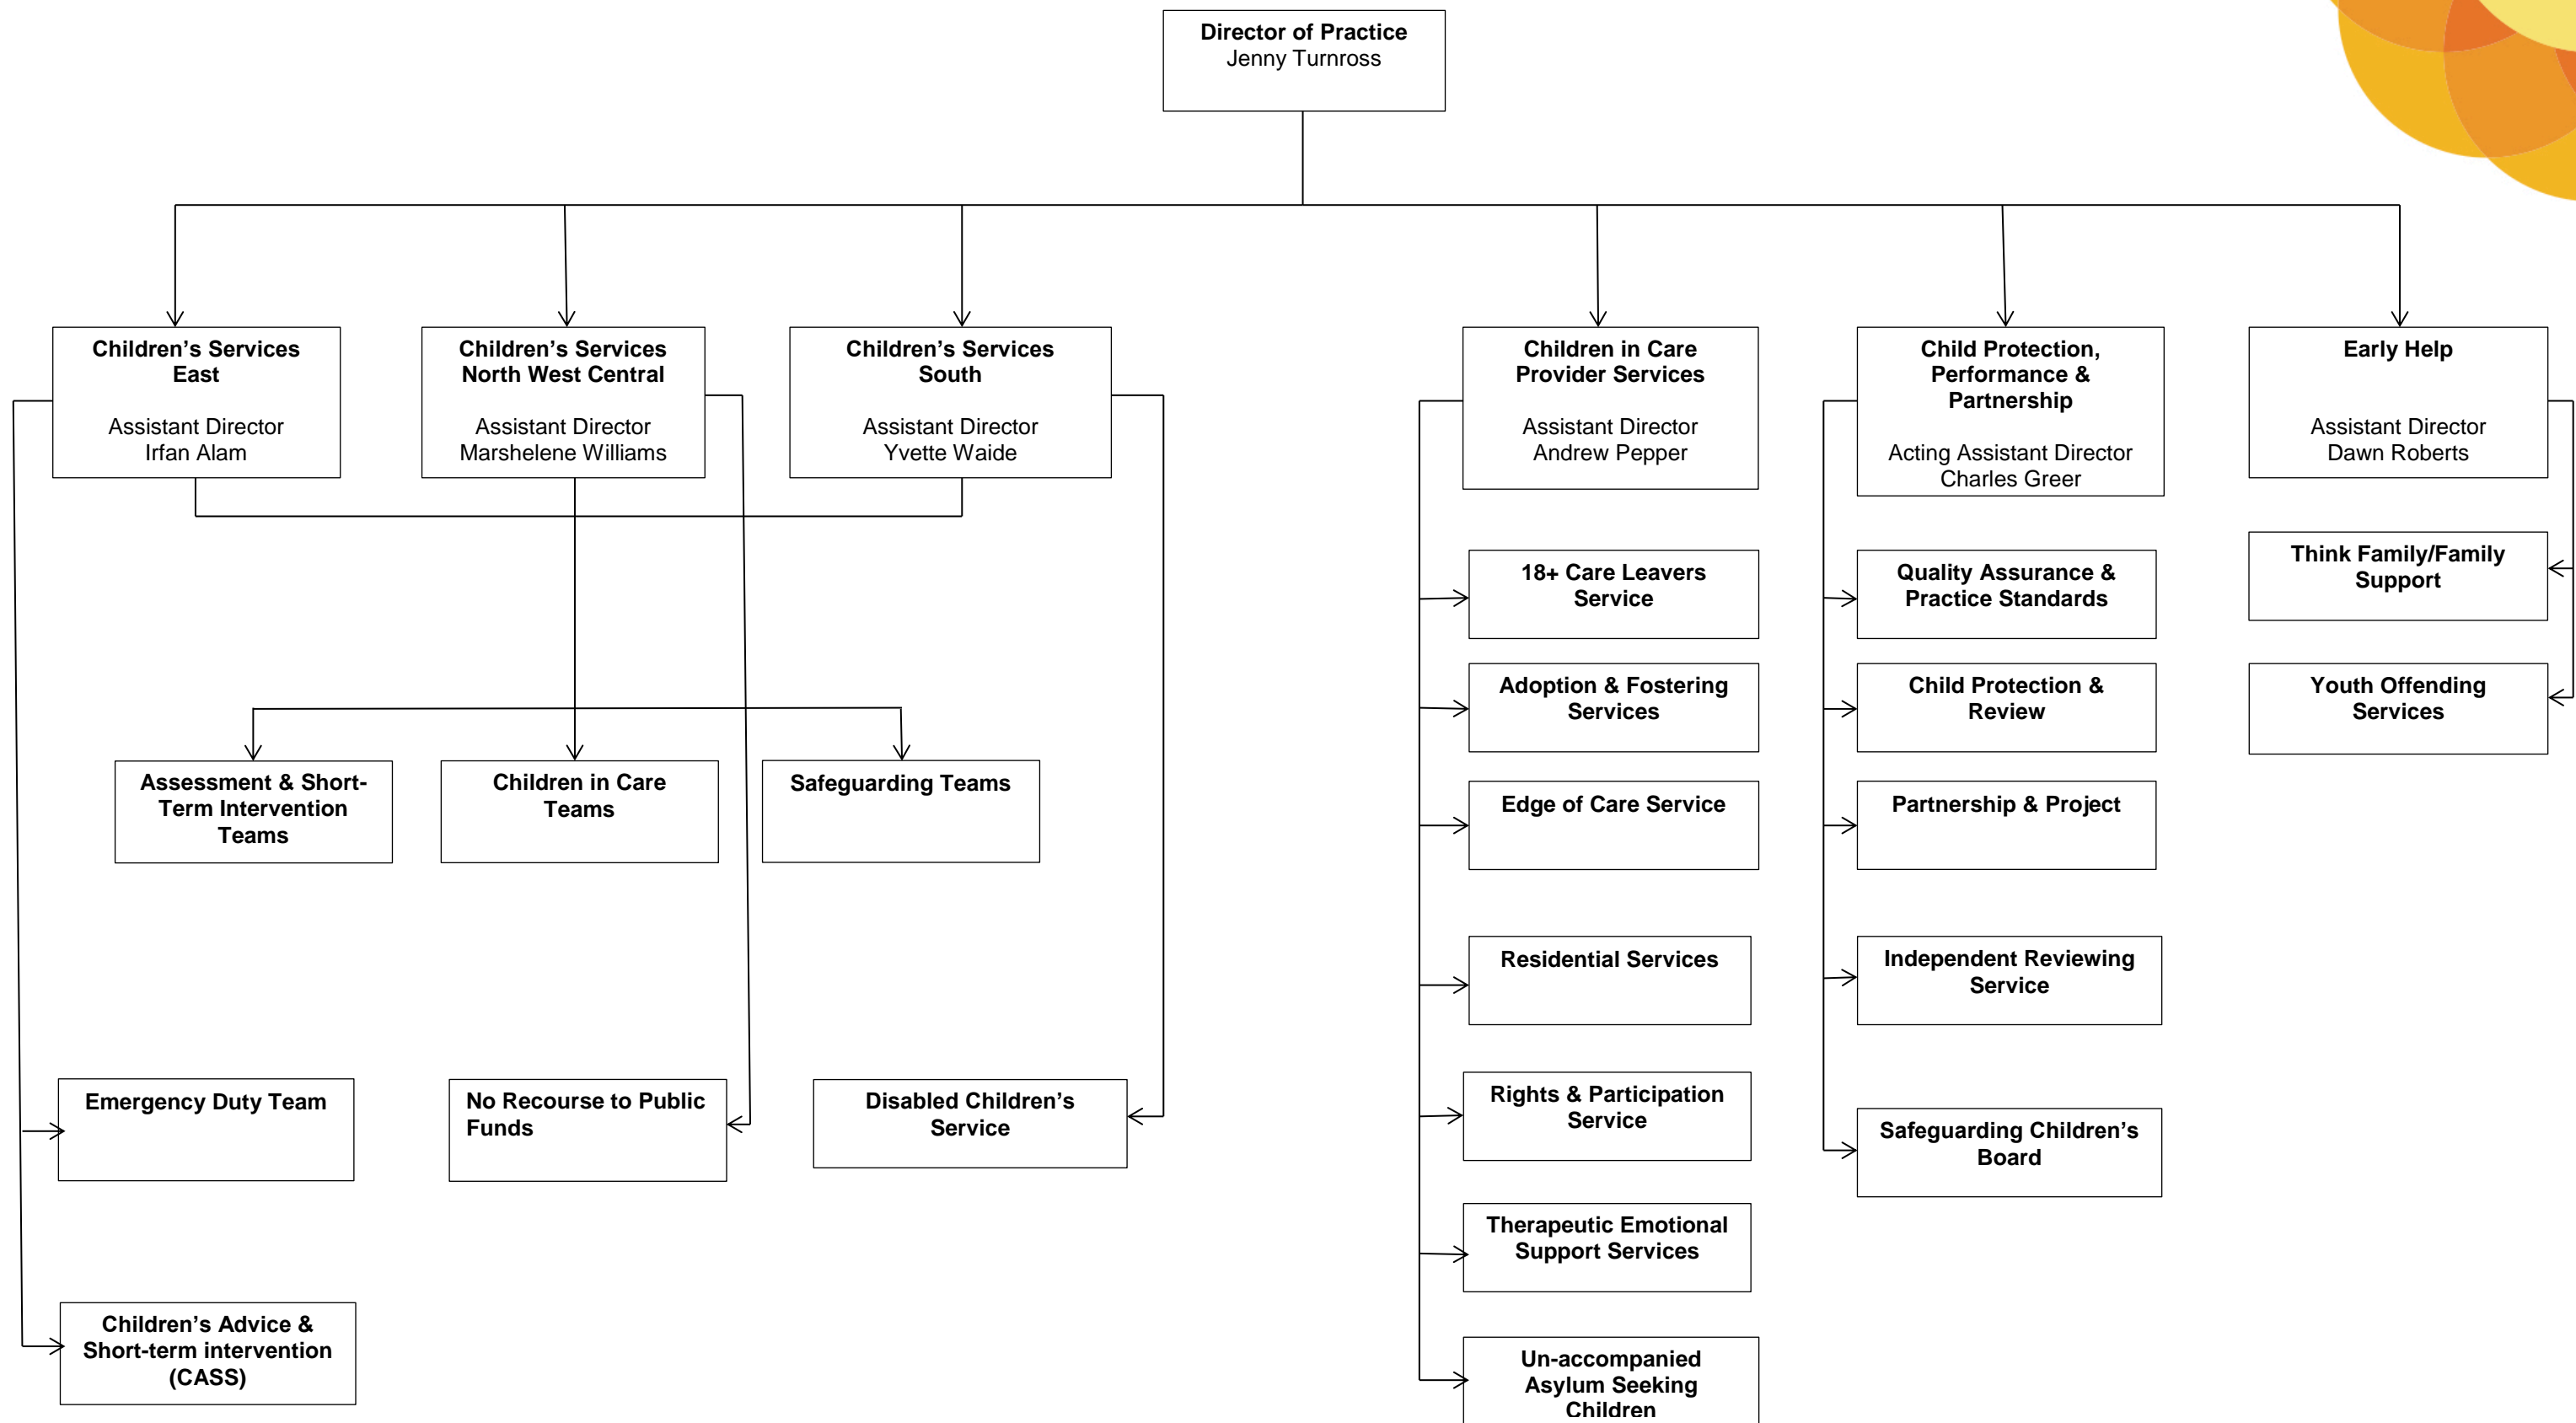 Director of Practice
Jenny Turnross
Children’s Services
East
Assistant Director
Irfan Alam
Children’s Services
North West Central
Assistant Director
Marshelene Williams
Children’s Services
South
Assistant Director
Yvette Waide
Children in Care
Provider Services
Assistant Director
Andrew Pepper
Child Protection,
Performance &
Partnership
Acting Assistant Director
Charles Greer
Early Help
Assistant Director
Dawn Roberts
Assessment & Short-
Term Intervention
Teams
Children in Care
Teams
Safeguarding Teams
Emergency Duty Team
No Recourse to Public
Funds
Disabled Children’s
Service
Children’s Advice &
Short-term intervention
(CASS)
18+ Care Leavers
Service
Adoption & Fostering
Services
Edge of Care Service
Residential Services
Rights & Participation
Service
Therapeutic Emotional
Support Services
Un-accompanied
Asylum Seeking
Children
Quality Assurance &
Practice Standards
Child Protection &
Review
Partnership & Project
Independent Reviewing
Service
Safeguarding Children’s
Board
Think Family/Family
Support
Youth Offending
Services